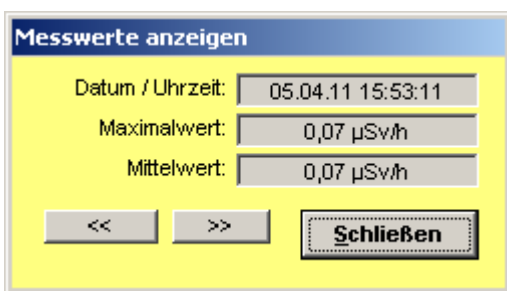 Messwerte anzeigen
Datum / Uhrzeit: 05.04.11 15:53:11
Maximalwert: 0,07 µSv/h
Mittelwert: 0,07 µSv/h
<< >> Schließen